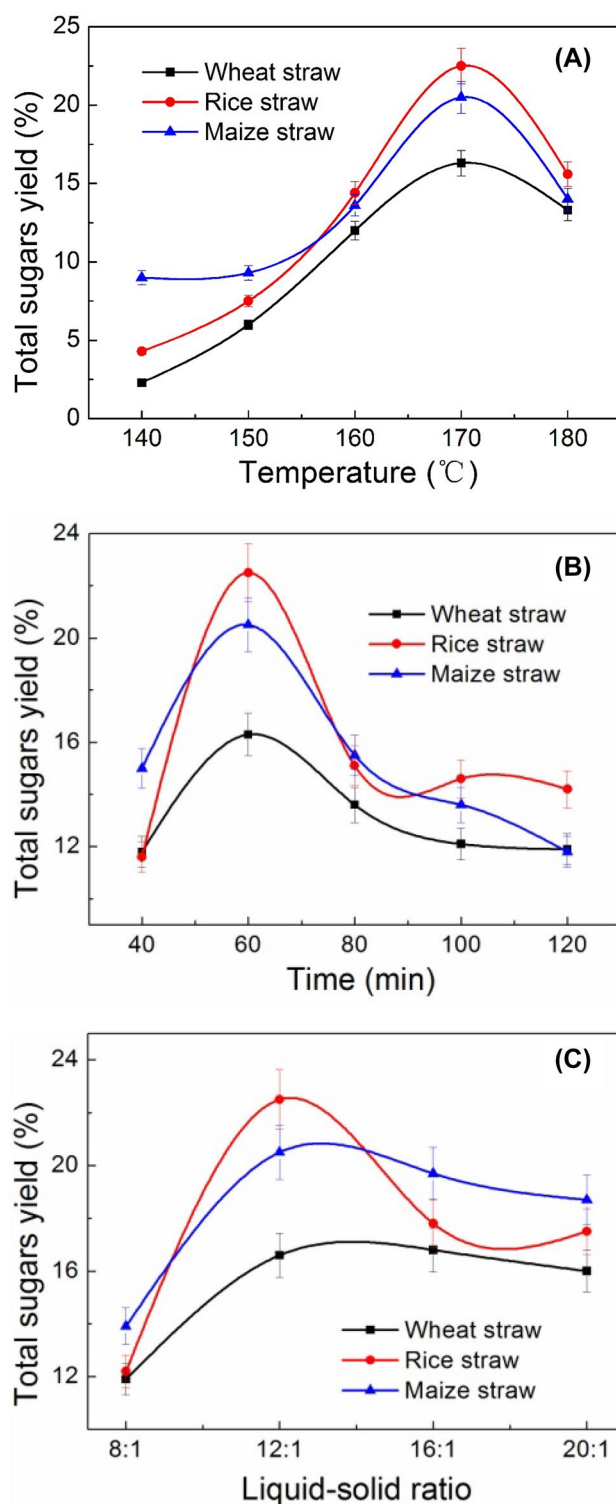 (A)
Wheat straw
Rice straw
Maize straw
Total sugars yield (%)
25
20
15
10
5
0
140 150 160 170 180
Temperature (℃)
(B)
Wheat straw
Rice straw
Maize straw
Total sugars yield (%)
24
20
16
12
40 60 80 100 120
Time (min)
(C)
Total sugars yield (%)
24
20
16
12
Wheat straw
Rice straw
Maize straw
8:1 12:1 16:1 20:1
Liquid-solid ratio